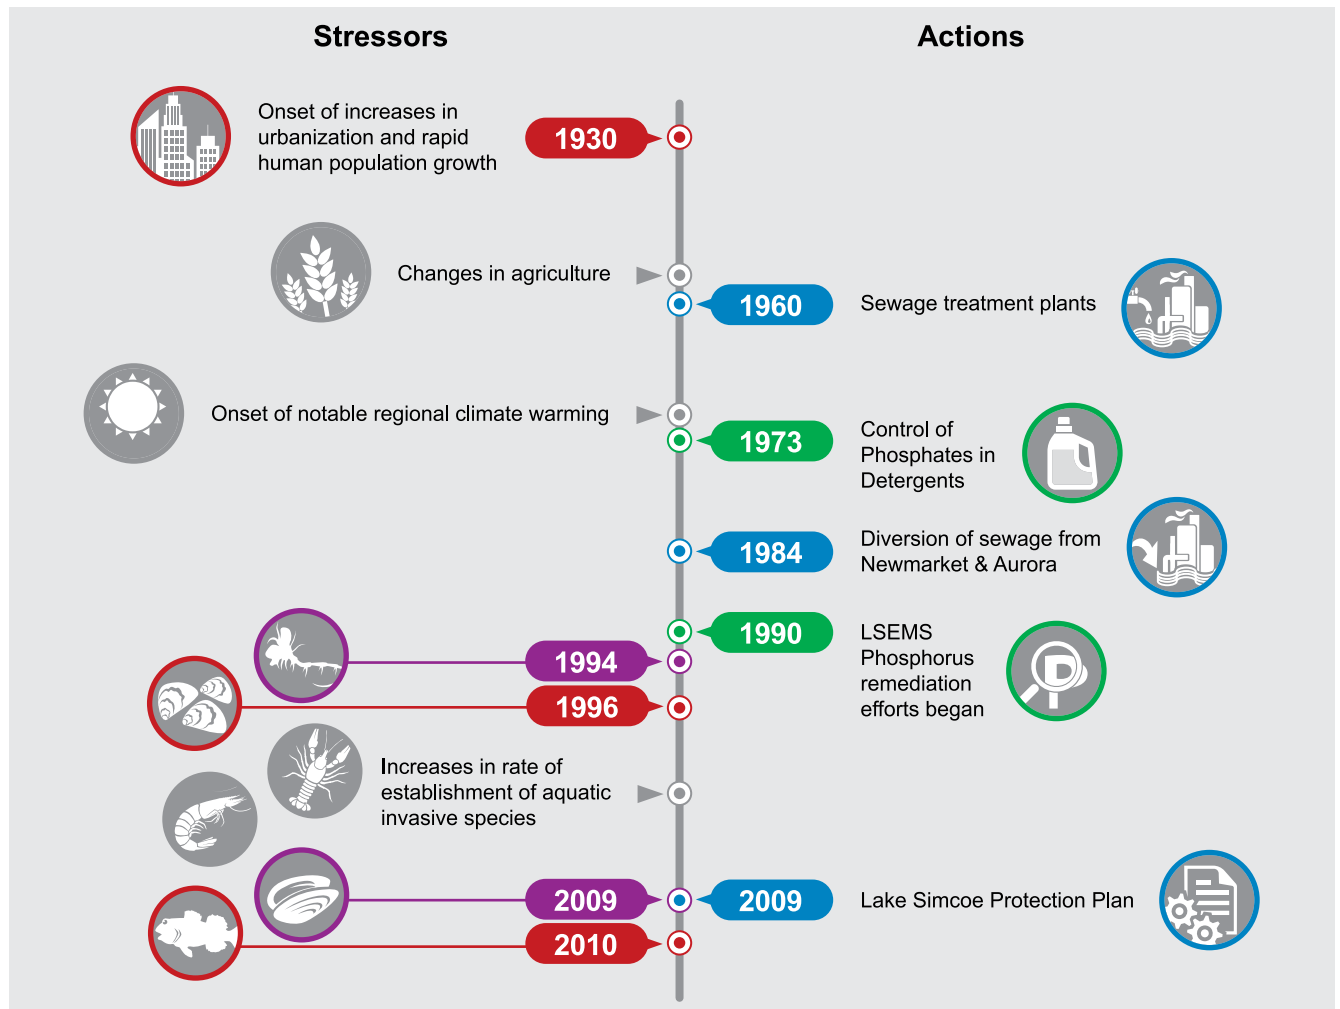 Stressors
Actions
Onset of increases in
urbanization and rapid
human population growth
1930
Changes in agriculture
1960
Sewage treatment plants
Onset of notable regional climate warming
1973
Control of
Phosphates in
Detergents
1984
Diversion of sewage from
Newmarket & Aurora
1990
LSEMS
Phosphorus
remediation
efforts began
1994
1996
Increases in rate of
establishment of aquatic
invasive species
2009
2009
Lake Simcoe Protection Plan
2010